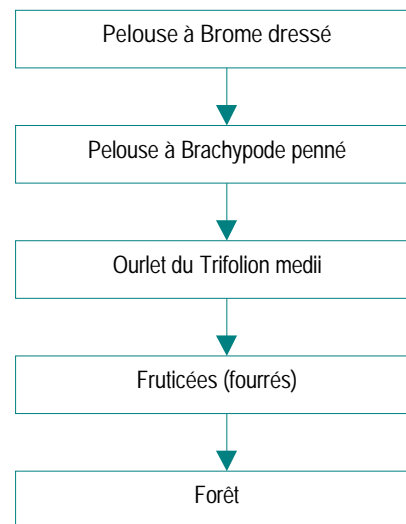 Pelouse à Brome dressé
Pelouse à Brachypode penné
Ourlet du Trifolion medii
Fruticées (fourrés)
Forêt